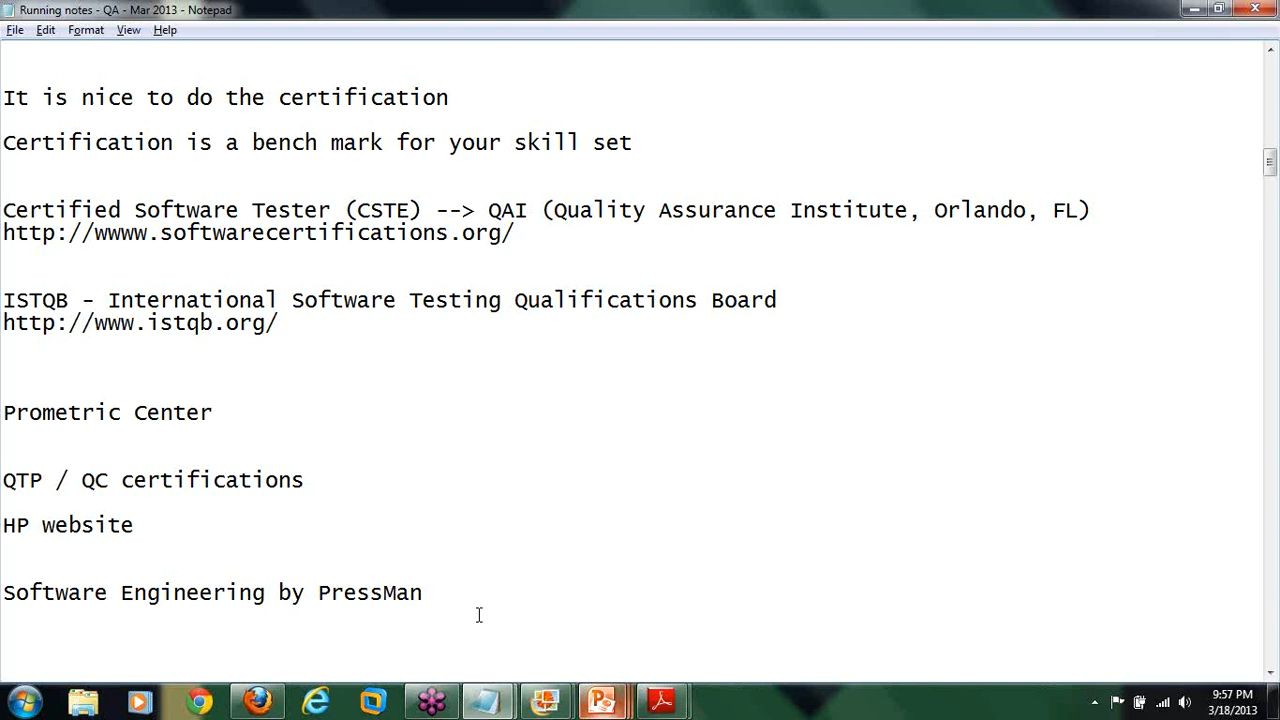 Running notes - QA - Mar 2013 - Notepad
File Edit Format View Help
It is nice to do the certification
Certification is a bench mark for your skill set
Certified Software Tester (CSTE) --> QAI (Quality Assurance Institute, Orlando, FL)
http://wwww.softwarecertifications.org/
ISTQB - International Software Testing Qualifications Board
http://www.istqb.org/
Prometric Center
QTP / QC certifications
HP website
Software Engineering by PressMan
9:57 PM
3/18/2013